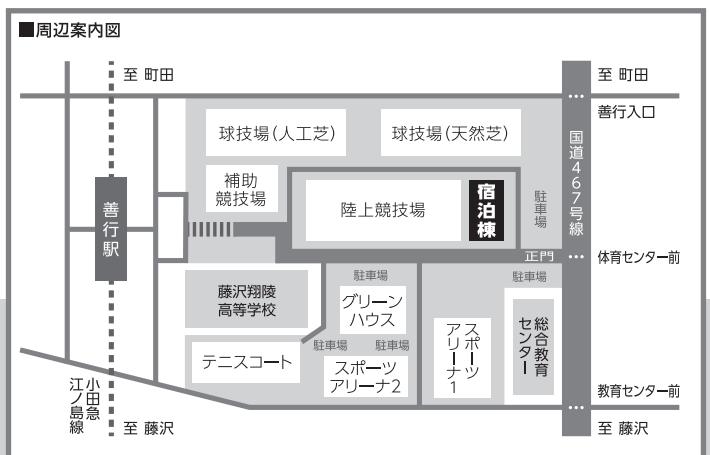 ■周辺案内図
至 町田
至 町田
善行入口
球技場(人工芝)
球技場(天然芝)
国道467号線
補助
競技場
陸上競技場
宿泊棟
駐車場
善行駅
正門
体育センター前
駐車場
駐車場
藤沢翔陵
高等学校
グリーン
ハウス
スポーツ
アリーナ1
総合教育
センター
駐車場
駐車場
テニスコート
スポーツ
アリーナ2
小田急
江ノ島線
教育センター前
至 藤沢
至 藤沢